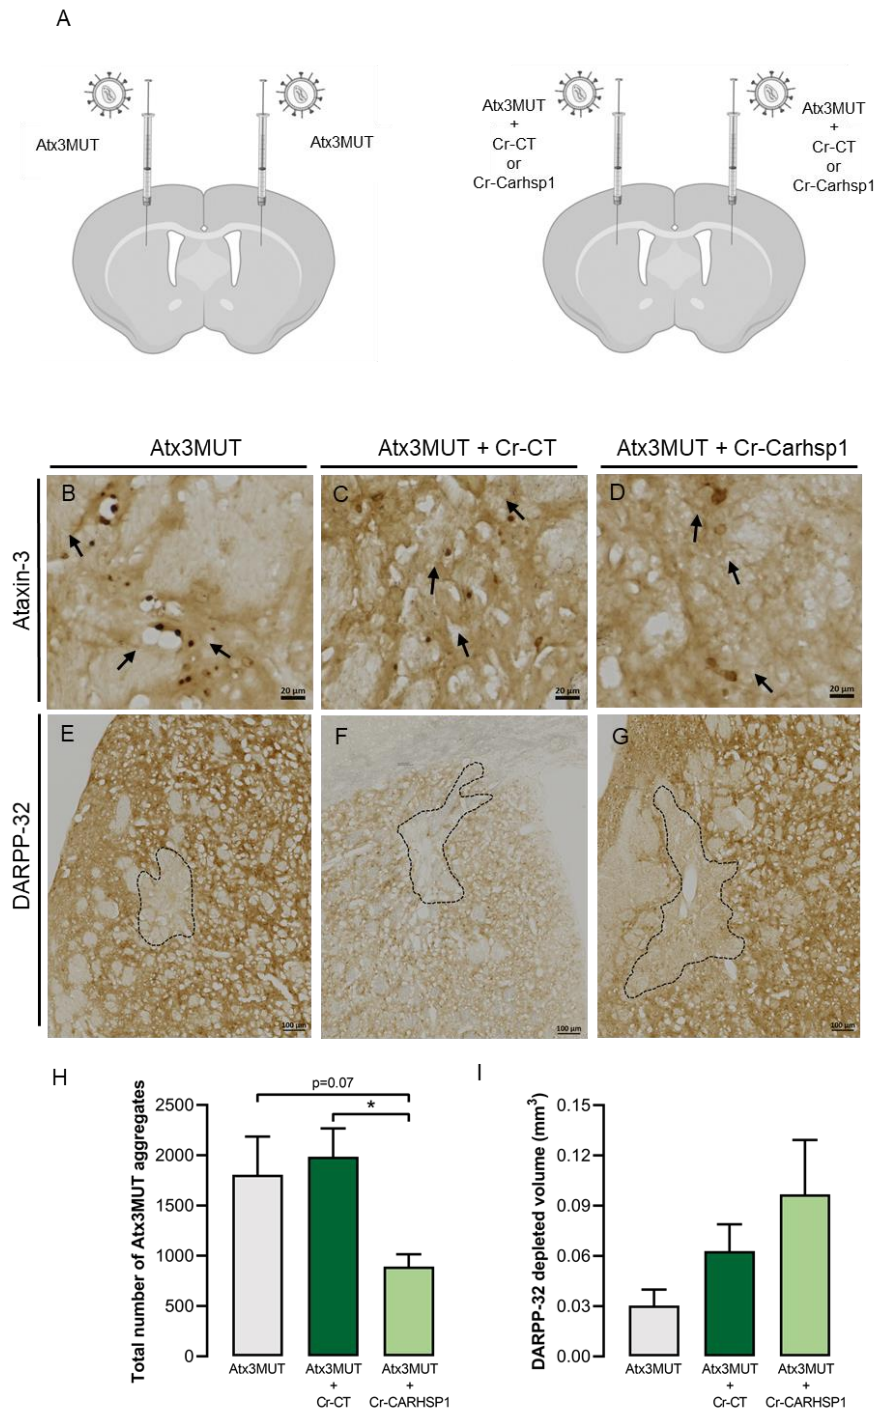 A
Atx3MUT
Atx3MUT
Atx3MUT
+
Cr-CT
or
Cr-Carhsp1
Atx3MUT
+
Cr-CT
or
Cr-Carhsp1
Atx3MUT
Atx3MUT + Cr-CT
Atx3MUT + Cr-Carhsp1
Ataxin-3
B
20 µm
C
20 µm
D
20 µm
DARPP-32
E
100 µm
F
100 µm
G
100 µm
H
Total number of Atx3MUT aggregates
2500
2000
1500
1000
500
0
p=0.07
*
Atx3MUT
Atx3MUT
+
Cr-CT
Atx3MUT
+
Cr-CARHSP1
I
DARPP-32 depleted volume (mm³)
0.15
0.12
0.09
0.06
0.03
0.00
Atx3MUT
Atx3MUT
+
Cr-CT
Atx3MUT
+
Cr-CARHSP1